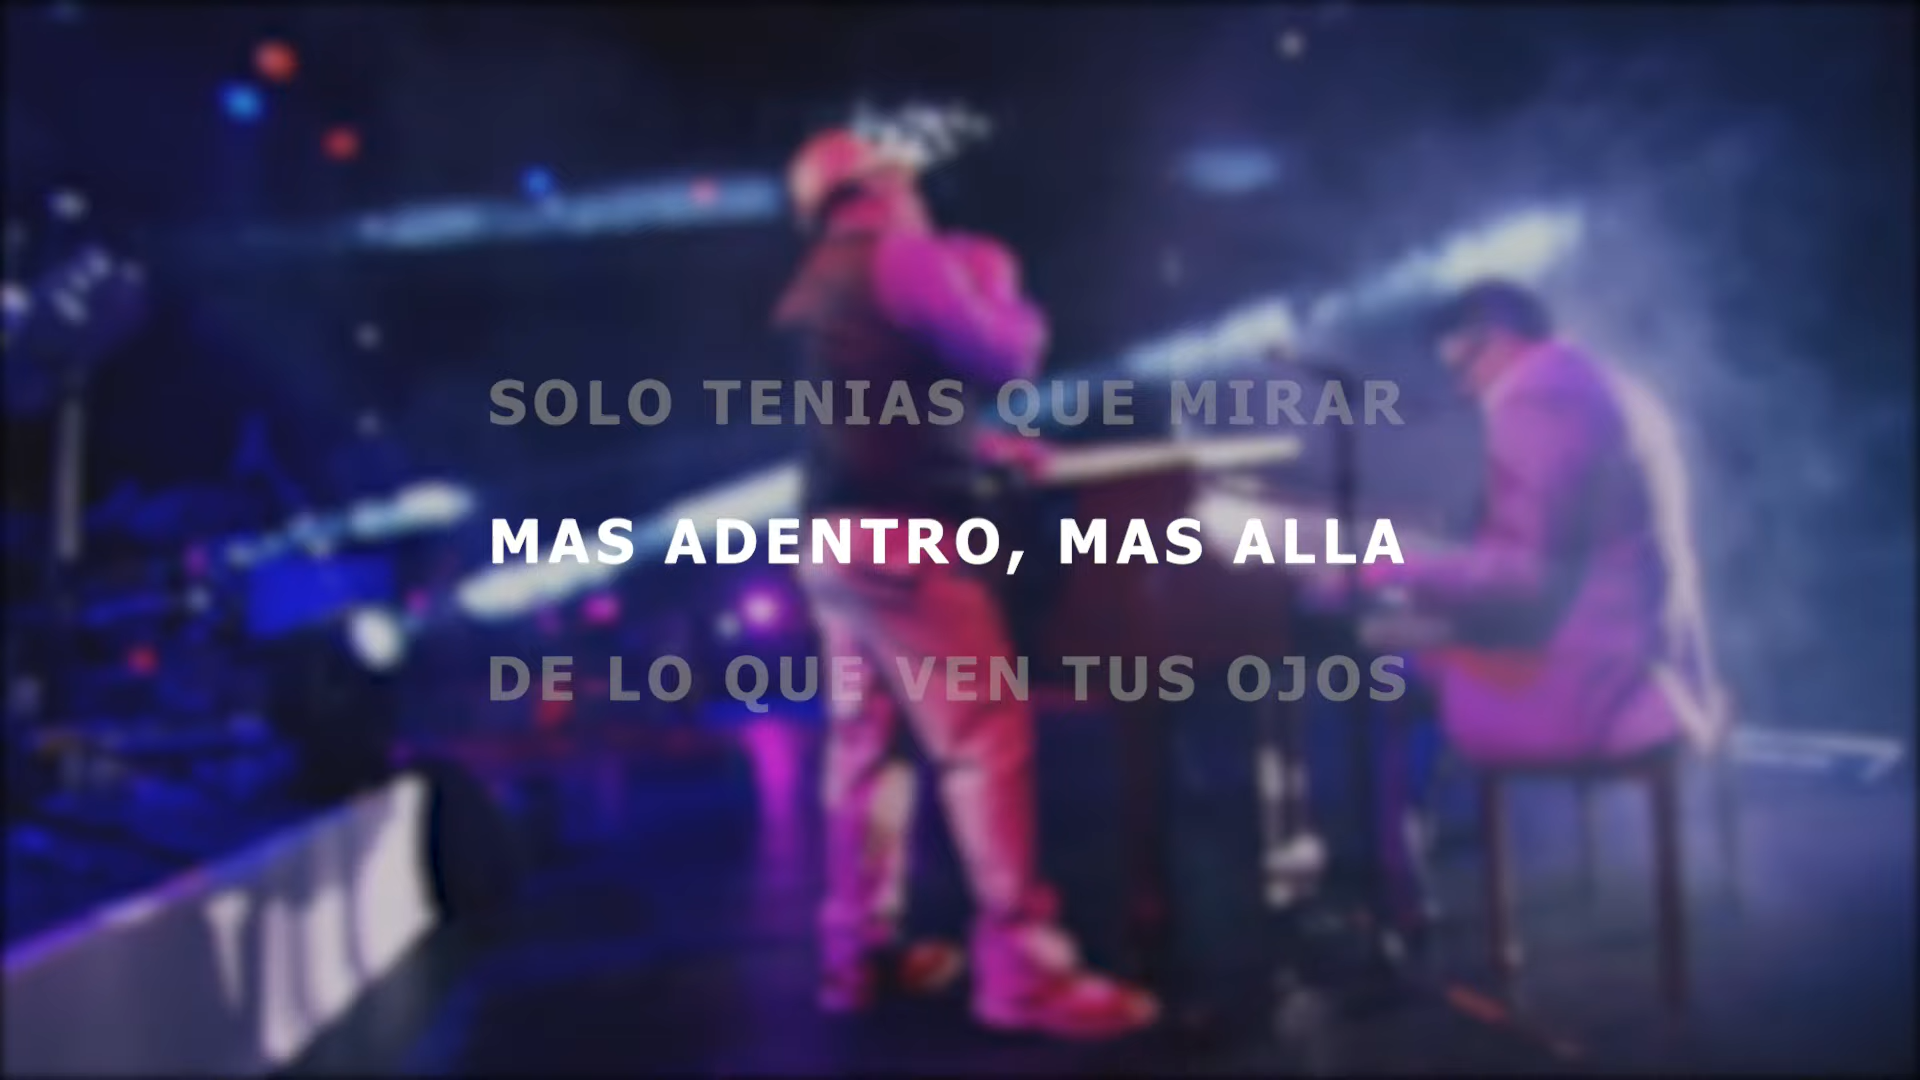 SOLO TENIAS QUE MIRAR
MAS ADENTRO, MAS ALLA
DE LO QUE VEN TUS OJOS